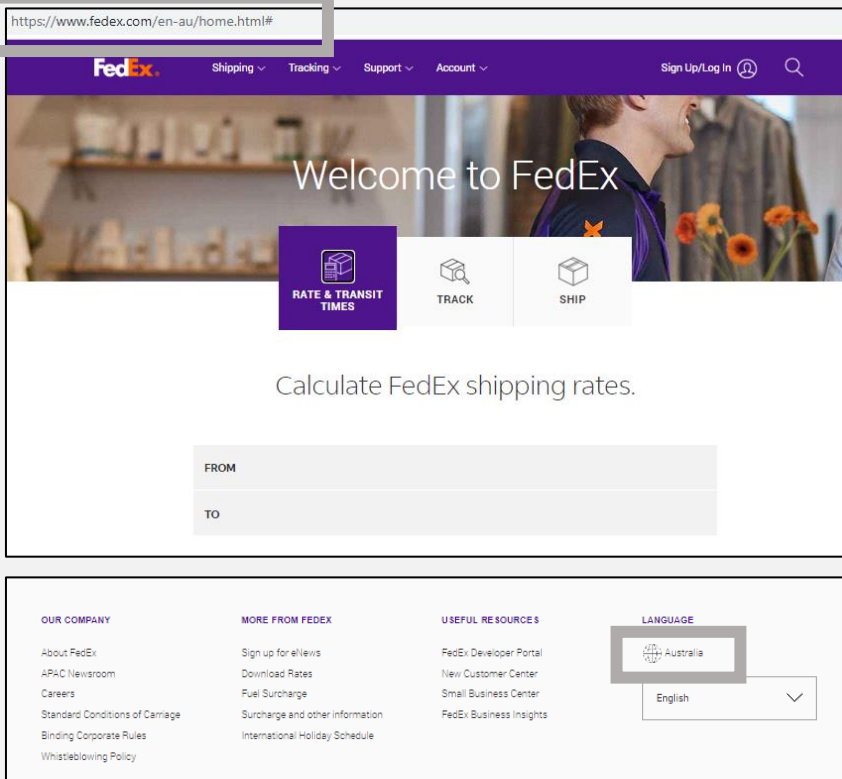 https://www.fedex.com/en-au/home.html#
FedEx. Shipping Tracking Support Account Sign Up/Log In
Welcome to FedEx
RATE & TRANSIT
TIMES
TRACK
SHIP
Calculate FedEx shipping rates.
FROM
TO
OUR COMPANY
About FedEx
APAC Newsroom
Careers
Standard Conditions of Carriage
Binding Corporate Rules
Whistleblowing Policy
MORE FROM FEDEX
Sign up for eNews
Download Rates
Fuel Surcharge
Surcharge and other information
International Holiday Schedule
USEFUL RESOURCES
FedEx Developer Portal
New Customer Center
Small Business Center
FedEx Business Insights
LANGUAGE
Australia
English